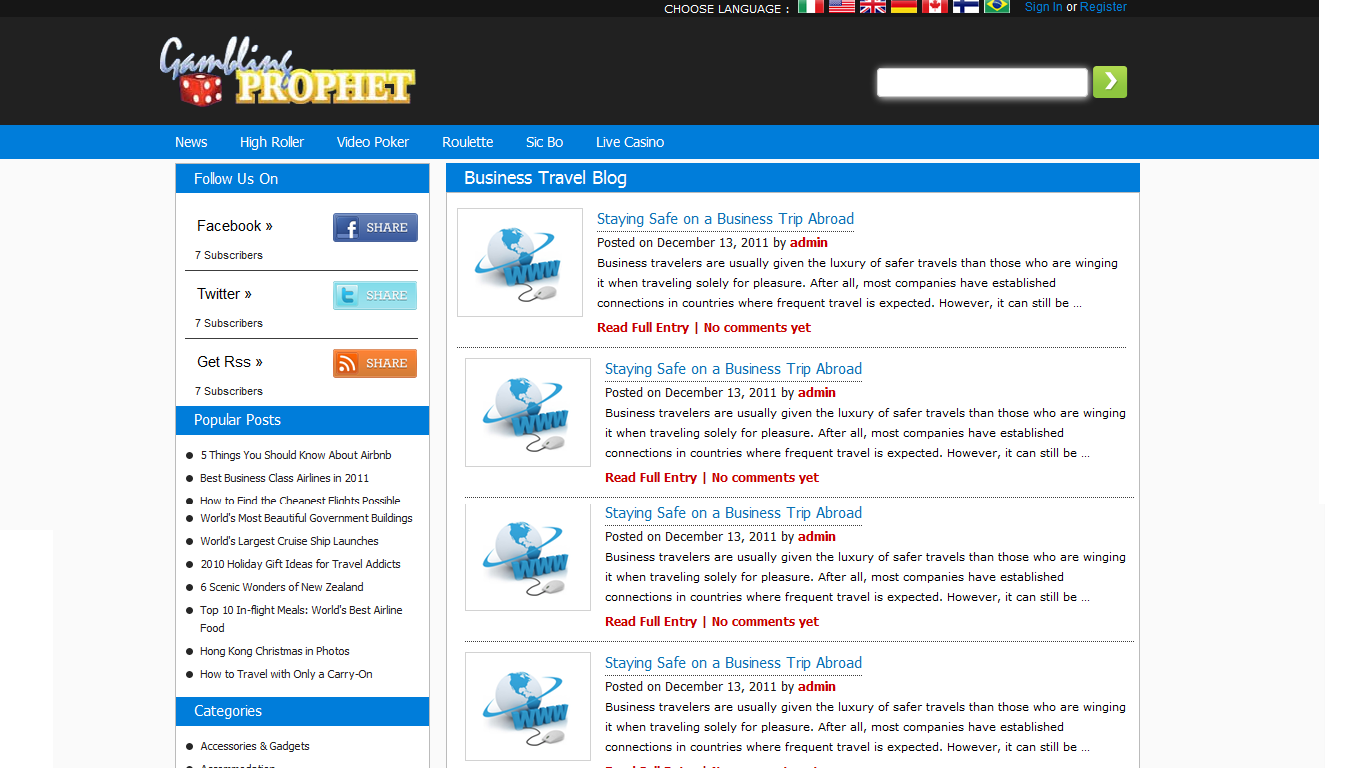 CHOOSE LANGUAGE :
Sign In or Register
Gambling
PROPHET
News High Roller Video Poker Roulette Sic Bo Live Casino
Follow Us On
Facebook »
SHARE
7 Subscribers
Twitter »
SHARE
7 Subscribers
Get Rss »
SHARE
7 Subscribers
Popular Posts
5 Things You Should Know About Airbnb
Best Business Class Airlines in 2011
How to Find the Cheapest Flights Possible
World's Most Beautiful Government Buildings
World's Largest Cruise Ship Launches
2010 Holiday Gift Ideas for Travel Addicts
6 Scenic Wonders of New Zealand
Top 10 In-flight Meals: World's Best Airline
Food
Hong Kong Christmas in Photos
How to Travel with Only a Carry-On
Categories
Accessories & Gadgets
Accommodation
Business Travel Blog
WWW
Staying Safe on a Business Trip Abroad
Posted on December 13, 2011 by admin
Business travelers are usually given the luxury of safer travels than those who are winging
it when traveling solely for pleasure. After all, most companies have established
connections in countries where frequent travel is expected. However, it can still be ...
Read Full Entry | No comments yet
WWW
Staying Safe on a Business Trip Abroad
Posted on December 13, 2011 by admin
Business travelers are usually given the luxury of safer travels than those who are winging
it when traveling solely for pleasure. After all, most companies have established
connections in countries where frequent travel is expected. However, it can still be ...
Read Full Entry | No comments yet
WWW
Staying Safe on a Business Trip Abroad
Posted on December 13, 2011 by admin
Business travelers are usually given the luxury of safer travels than those who are winging
it when traveling solely for pleasure. After all, most companies have established
connections in countries where frequent travel is expected. However, it can still be ...
Read Full Entry | No comments yet
WWW
Staying Safe on a Business Trip Abroad
Posted on December 13, 2011 by admin
Business travelers are usually given the luxury of safer travels than those who are winging
it when traveling solely for pleasure. After all, most companies have established
connections in countries where frequent travel is expected. However, it can still be ...
Read Full Entry | No comments yet